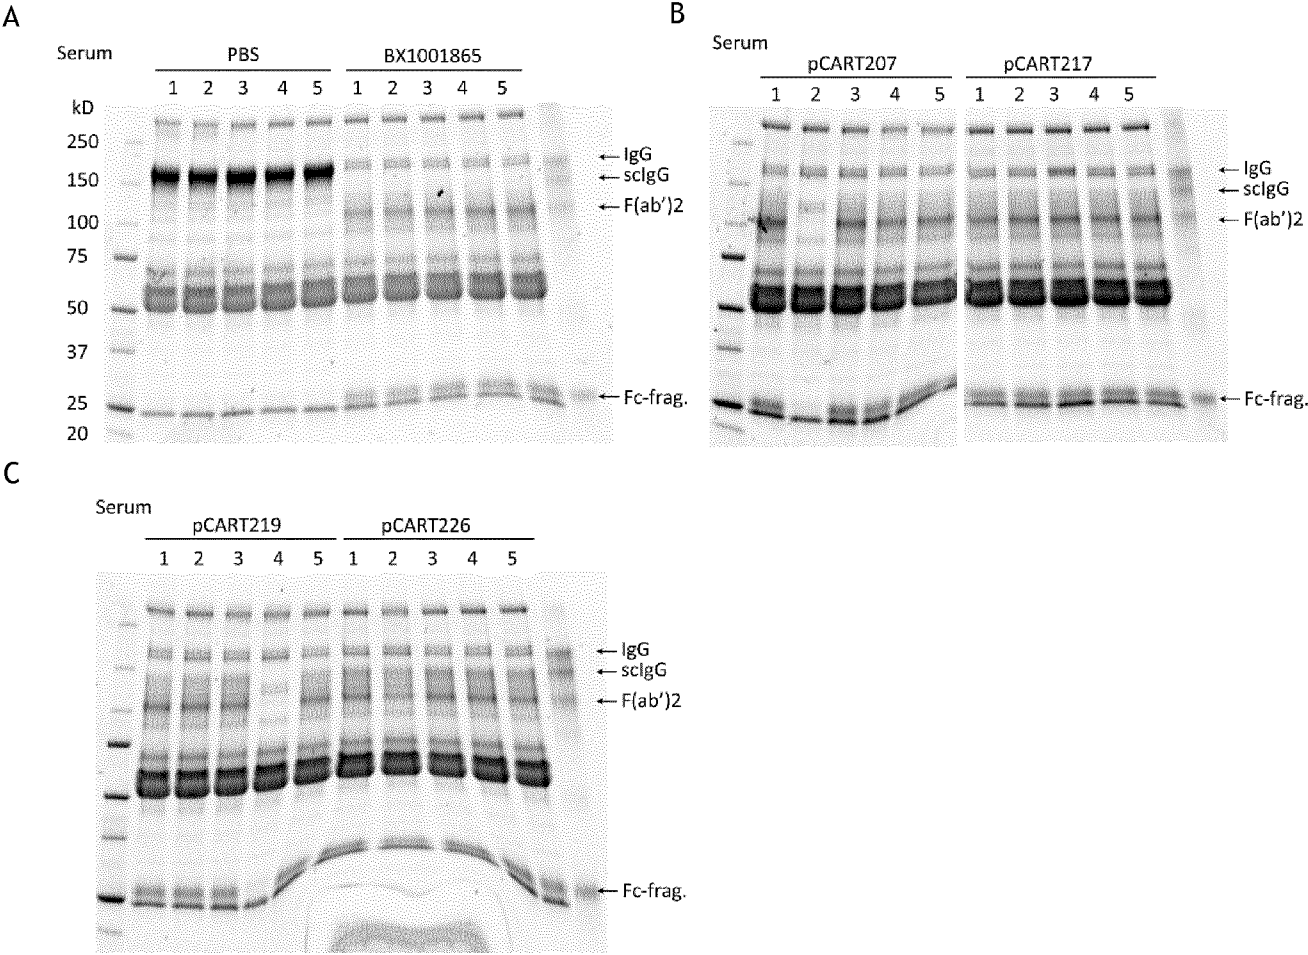 A
Serum
PBS
BX1001865
1 2 3 4 5 1 2 3 4 5
kD
250
150
100
75
50
37
25
20
IgG
scIgG
F(ab')2
Fc-frag.
B
Serum
pCART207
pCART217
1 2 3 4 5 1 2 3 4 5
IgG
scIgG
F(ab')2
Fc-frag.
C
Serum
pCART219
pCART226
1 2 3 4 5 1 2 3 4 5
IgG
scIgG
F(ab')2
Fc-frag.